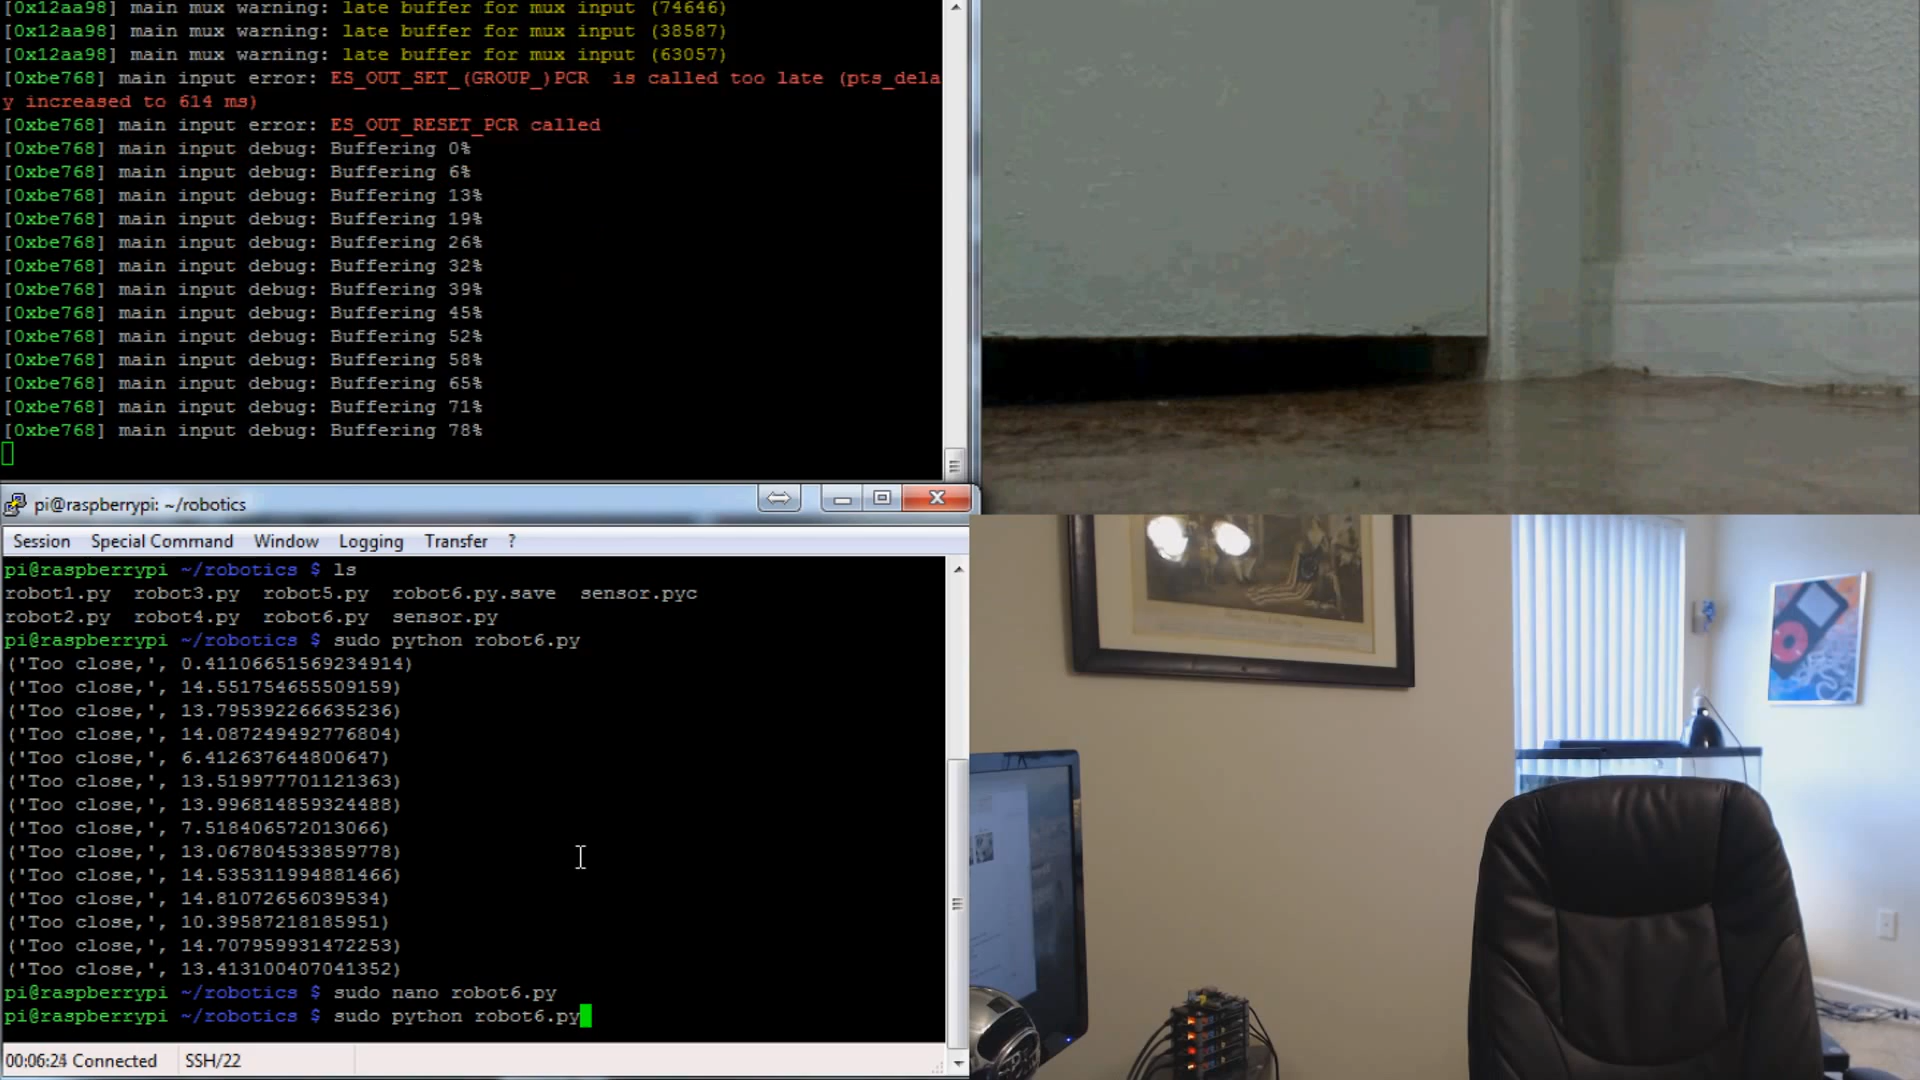 [0x12aa98] main mux warning: late buffer for mux input (74646)
[0x12aa98] main mux warning: late buffer for mux input (38587)
[0x12aa98] main mux warning: late buffer for mux input (63057)
[0xbe768] main input error: ES_OUT_SET_(GROUP_)PCR  is called too late (pts_dela
y increased to 614 ms)
[0xbe768] main input error: ES_OUT_RESET_PCR called
[0xbe768] main input debug: Buffering 0%
[0xbe768] main input debug: Buffering 6%
[0xbe768] main input debug: Buffering 13%
[0xbe768] main input debug: Buffering 19%
[0xbe768] main input debug: Buffering 26%
[0xbe768] main input debug: Buffering 32%
[0xbe768] main input debug: Buffering 39%
[0xbe768] main input debug: Buffering 45%
[0xbe768] main input debug: Buffering 52%
[0xbe768] main input debug: Buffering 58%
[0xbe768] main input debug: Buffering 65%
[0xbe768] main input debug: Buffering 71%
[0xbe768] main input debug: Buffering 78%
pi@raspberrypi: ~/robotics
Session Special Command Window Logging Transfer ?
pi@raspberrypi ~/robotics $ ls
robot1.py  robot3.py  robot5.py  robot6.py.save  sensor.pyc
robot2.py  robot4.py  robot6.py  sensor.py
pi@raspberrypi ~/robotics $ sudo python robot6.py
('Too close,', 0.41106651569234914)
('Too close,', 14.551754655509159)
('Too close,', 13.795392266635236)
('Too close,', 14.087249492776804)
('Too close,', 6.412637644800647)
('Too close,', 13.519977701121363)
('Too close,', 13.996814859324488)
('Too close,', 7.518406572013066)
('Too close,', 13.067804533859778)
('Too close,', 14.535311994881466)
('Too close,', 14.81072656039534)
('Too close,', 10.39587218185951)
('Too close,', 14.707959931472253)
('Too close,', 13.413100407041352)
pi@raspberrypi ~/robotics $ sudo nano robot6.py
pi@raspberrypi ~/robotics $ sudo python robot6.py
00:06:24 Connected SSH/22